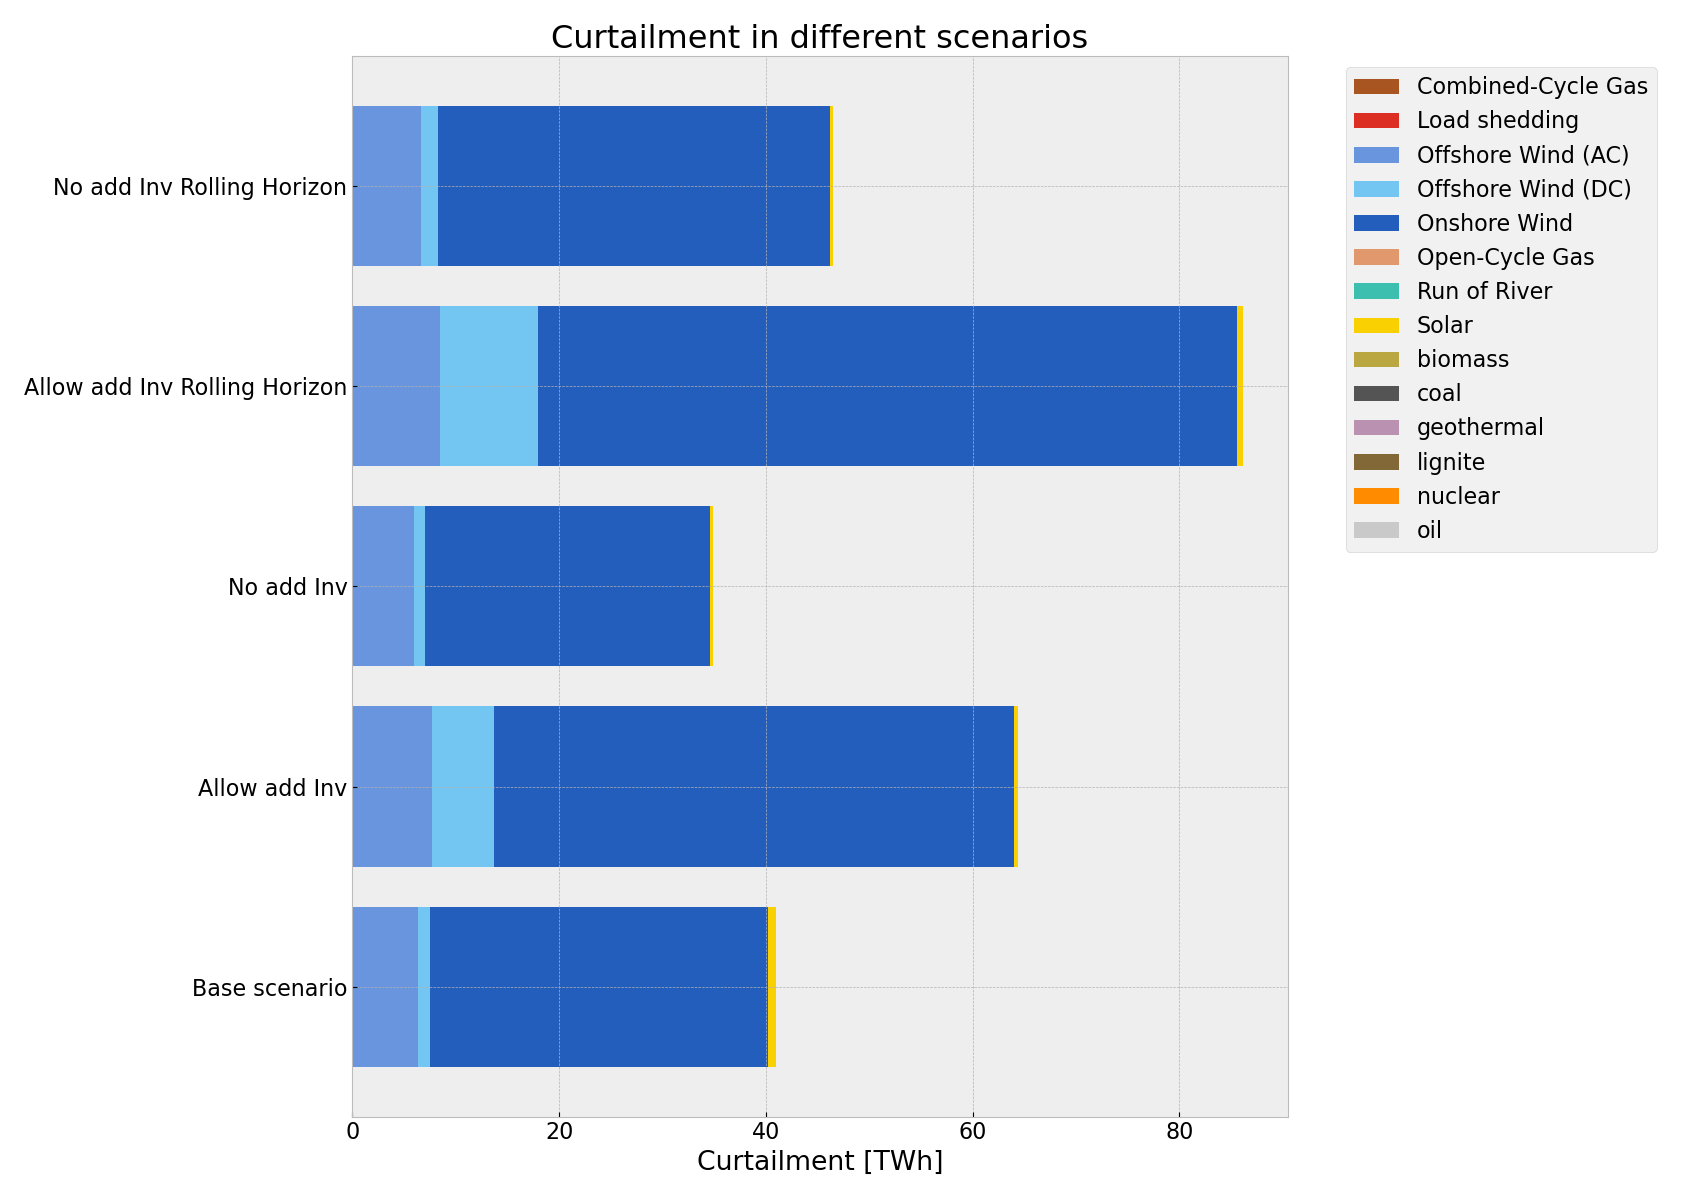 Curtailment in different scenarios
No add Inv Rolling Horizon
Allow add Inv Rolling Horizon
No add Inv
Allow add Inv
Base scenario
0 20 40 60 80
Curtailment [TWh]
Combined-Cycle Gas
Load shedding
Offshore Wind (AC)
Offshore Wind (DC)
Onshore Wind
Open-Cycle Gas
Run of River
Solar
biomass
coal
geothermal
lignite
nuclear
oil